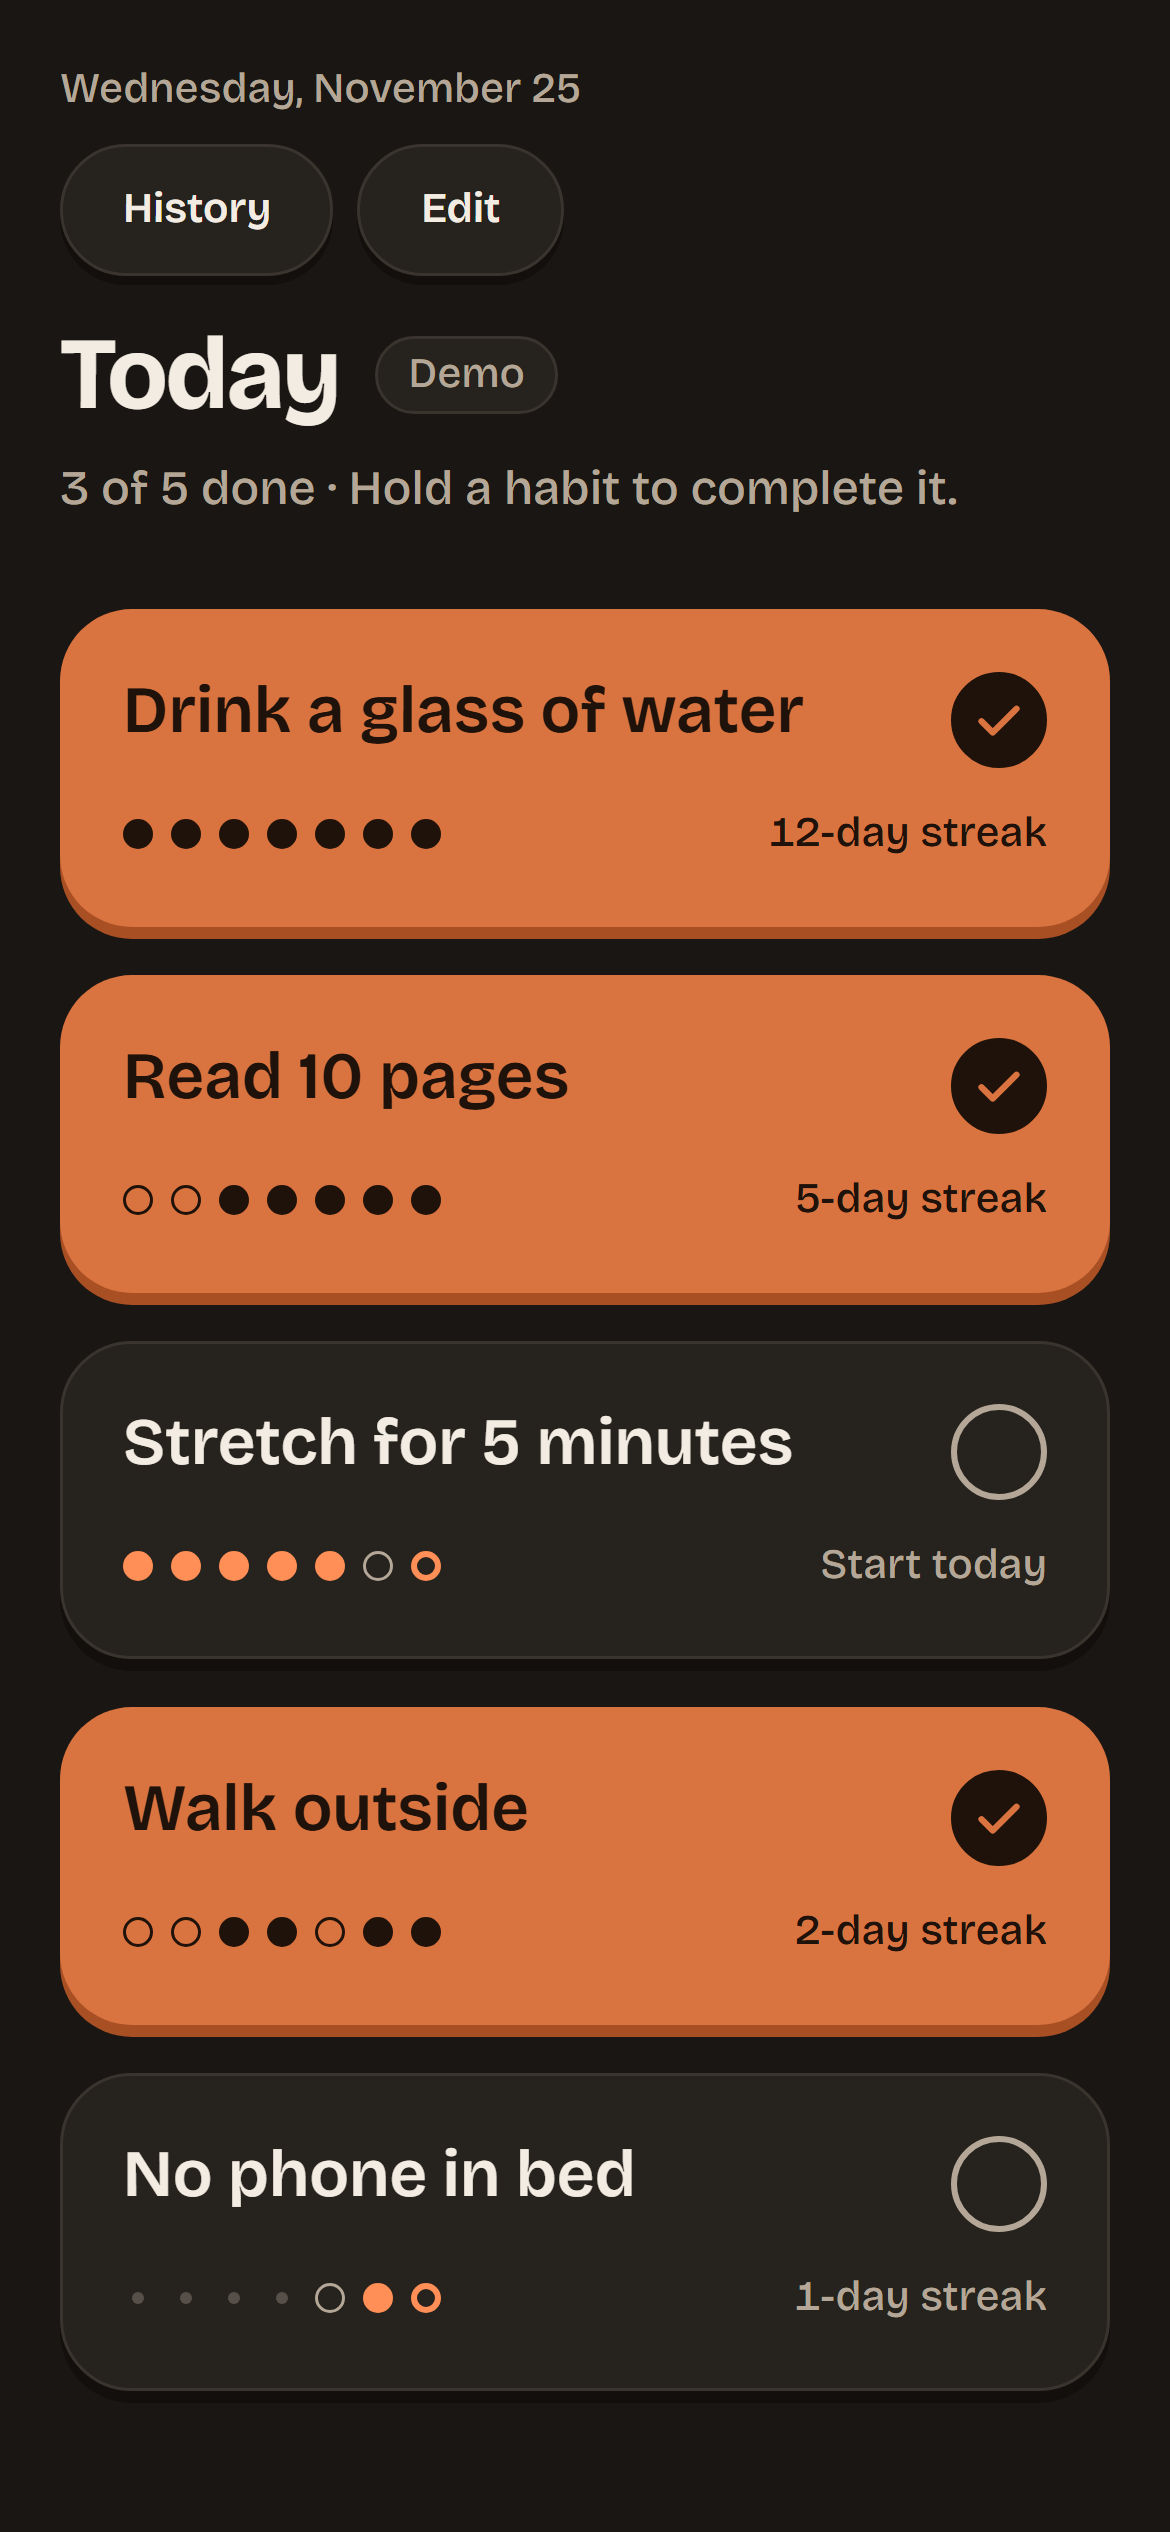 Wednesday, November 25
History
Edit
Today
Demo
3 of 5 done · Hold a habit to complete it.
Drink a glass of water
12-day streak
Read 10 pages
5-day streak
Stretch for 5 minutes
Start today
Walk outside
2-day streak
No phone in bed
1-day streak